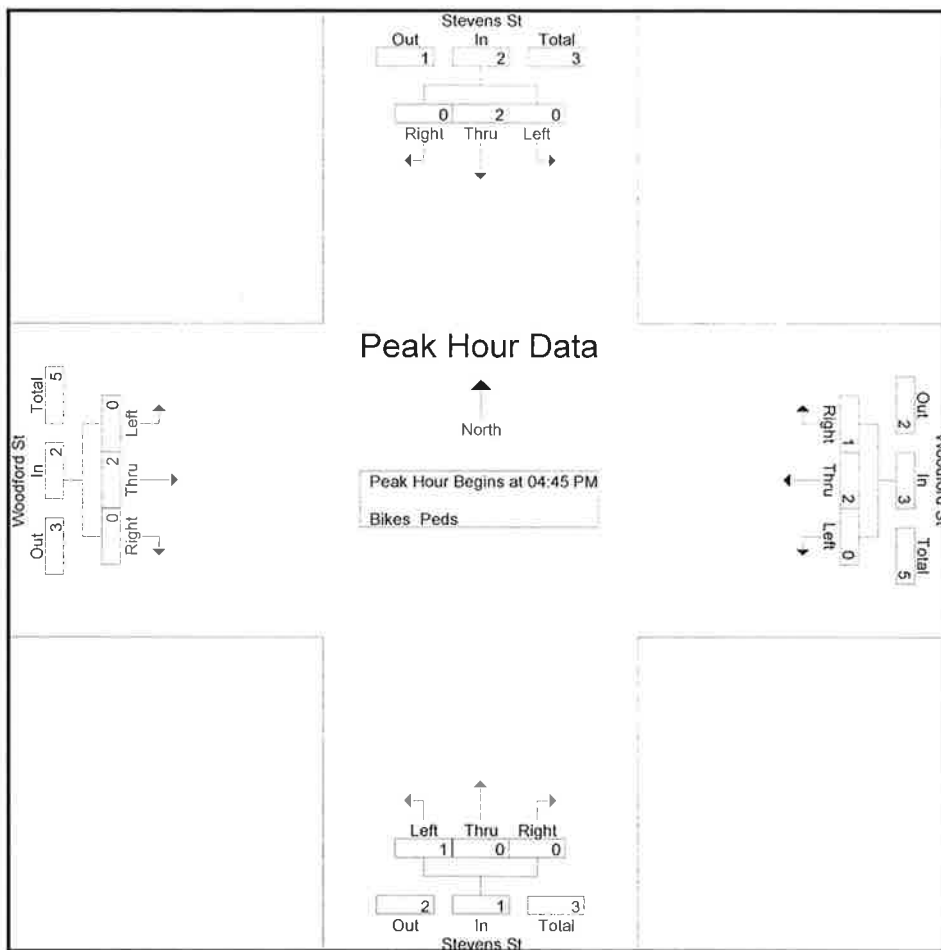 Stevens St
Out In Total
1 2 3
0 2 0
Right Thru Left
Peak Hour Data
North
Peak Hour Begins at 04:45 PM
Bikes Peds
Woodford St
Out In Total
3 2 5
Left Thru Right
0 2 0
Woodford St
Out In Total
2 3 5
Right Thru Left
1 2 0
Left Thru Right
1 0 0
2 1 3
Out In Total
Stevens St